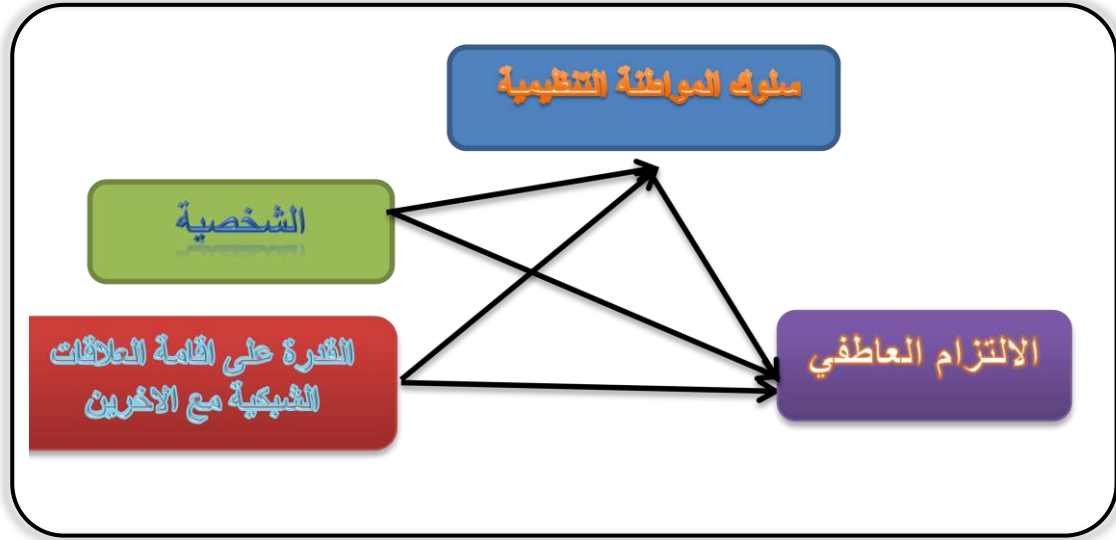 سلوك المواطنة التنظيمية
الشخصية
القدرة على اقامة العلاقات
الشبكية مع الاخرين
الالتزام العاطفي